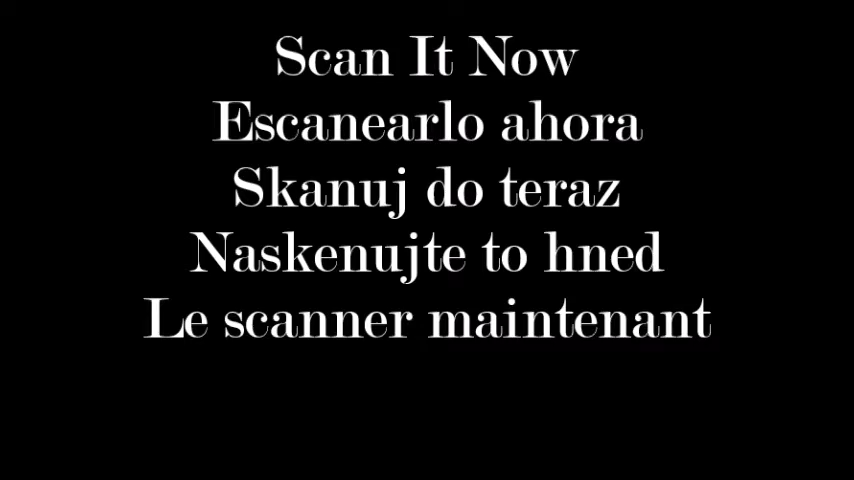 Scan It Now
Escanearlo ahora
Skanuj do teraz
Naskenujte to hned
Le scanner maintenant